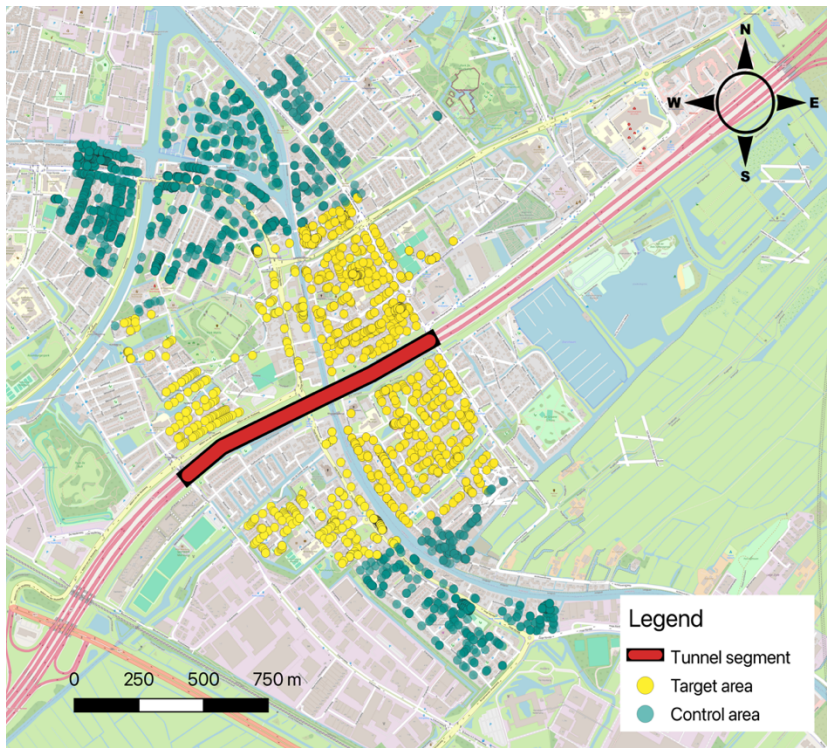 N
W
E
S
Legend
Tunnel segment
Target area
Control area
0 250 500 750 m